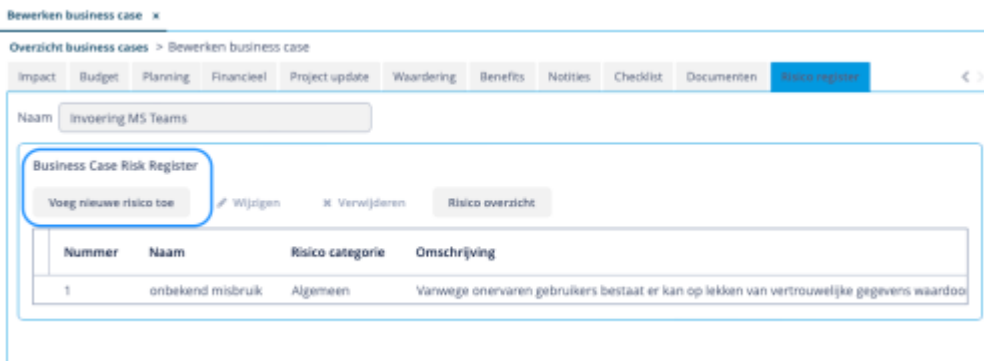 Bewerken business case ×
Overzicht business cases > Bewerken business case
Impact Budget Planning Financieel Project update Waardering Benefits Notities Checklist Documenten Risico register
Naam Invoering MS Teams
Business Case Risk Register
Voeg nieuwe risico toe Wijzigen × Verwijderen Risico overzicht
Nummer Naam Risico categorie Omschrijving
1 onbekend misbruik Algemeen Vanwege onervaren gebruikers bestaat er kan op lekken van vertrouwelijke gegevens waardoo